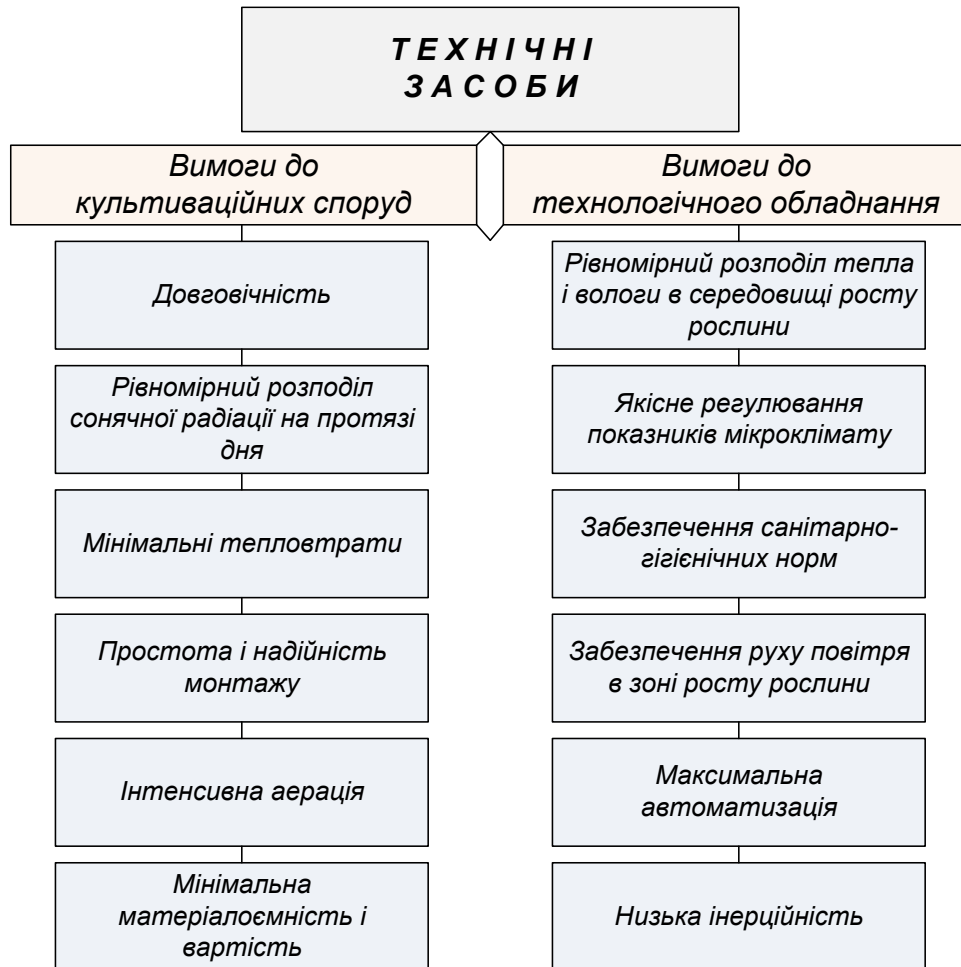 ТЕХНІЧНІ
ЗАСОБИ
Вимоги до
культиваційних споруд
Довговічність
Рівномірний розподіл
сонячної радіації на протязі
дня
Мінімальні тепловтрати
Простота і надійність
монтажу
Інтенсивна аерація
Мінімальна
матеріалоємність і
вартість
Вимоги до
технологічного обладнання
Рівномірний розподіл тепла
і вологи в середовищі росту
рослини
Якісне регулювання
показників мікроклімату
Забезпечення санітарно-
гігієнічних норм
Забезпечення руху повітря
в зоні росту рослини
Максимальна
автоматизація
Низька інерційність